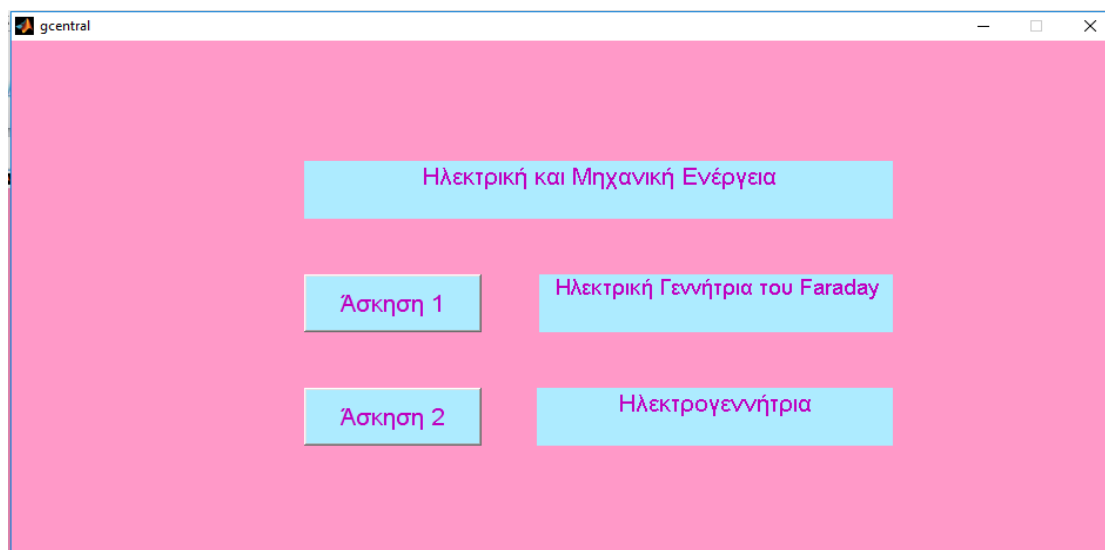 gcentral
Ηλεκτρική και Μηχανική Ενέργεια
Άσκηση 1
Ηλεκτρική Γεννήτρια του Faraday
Άσκηση 2
Ηλεκτρογεννήτρια